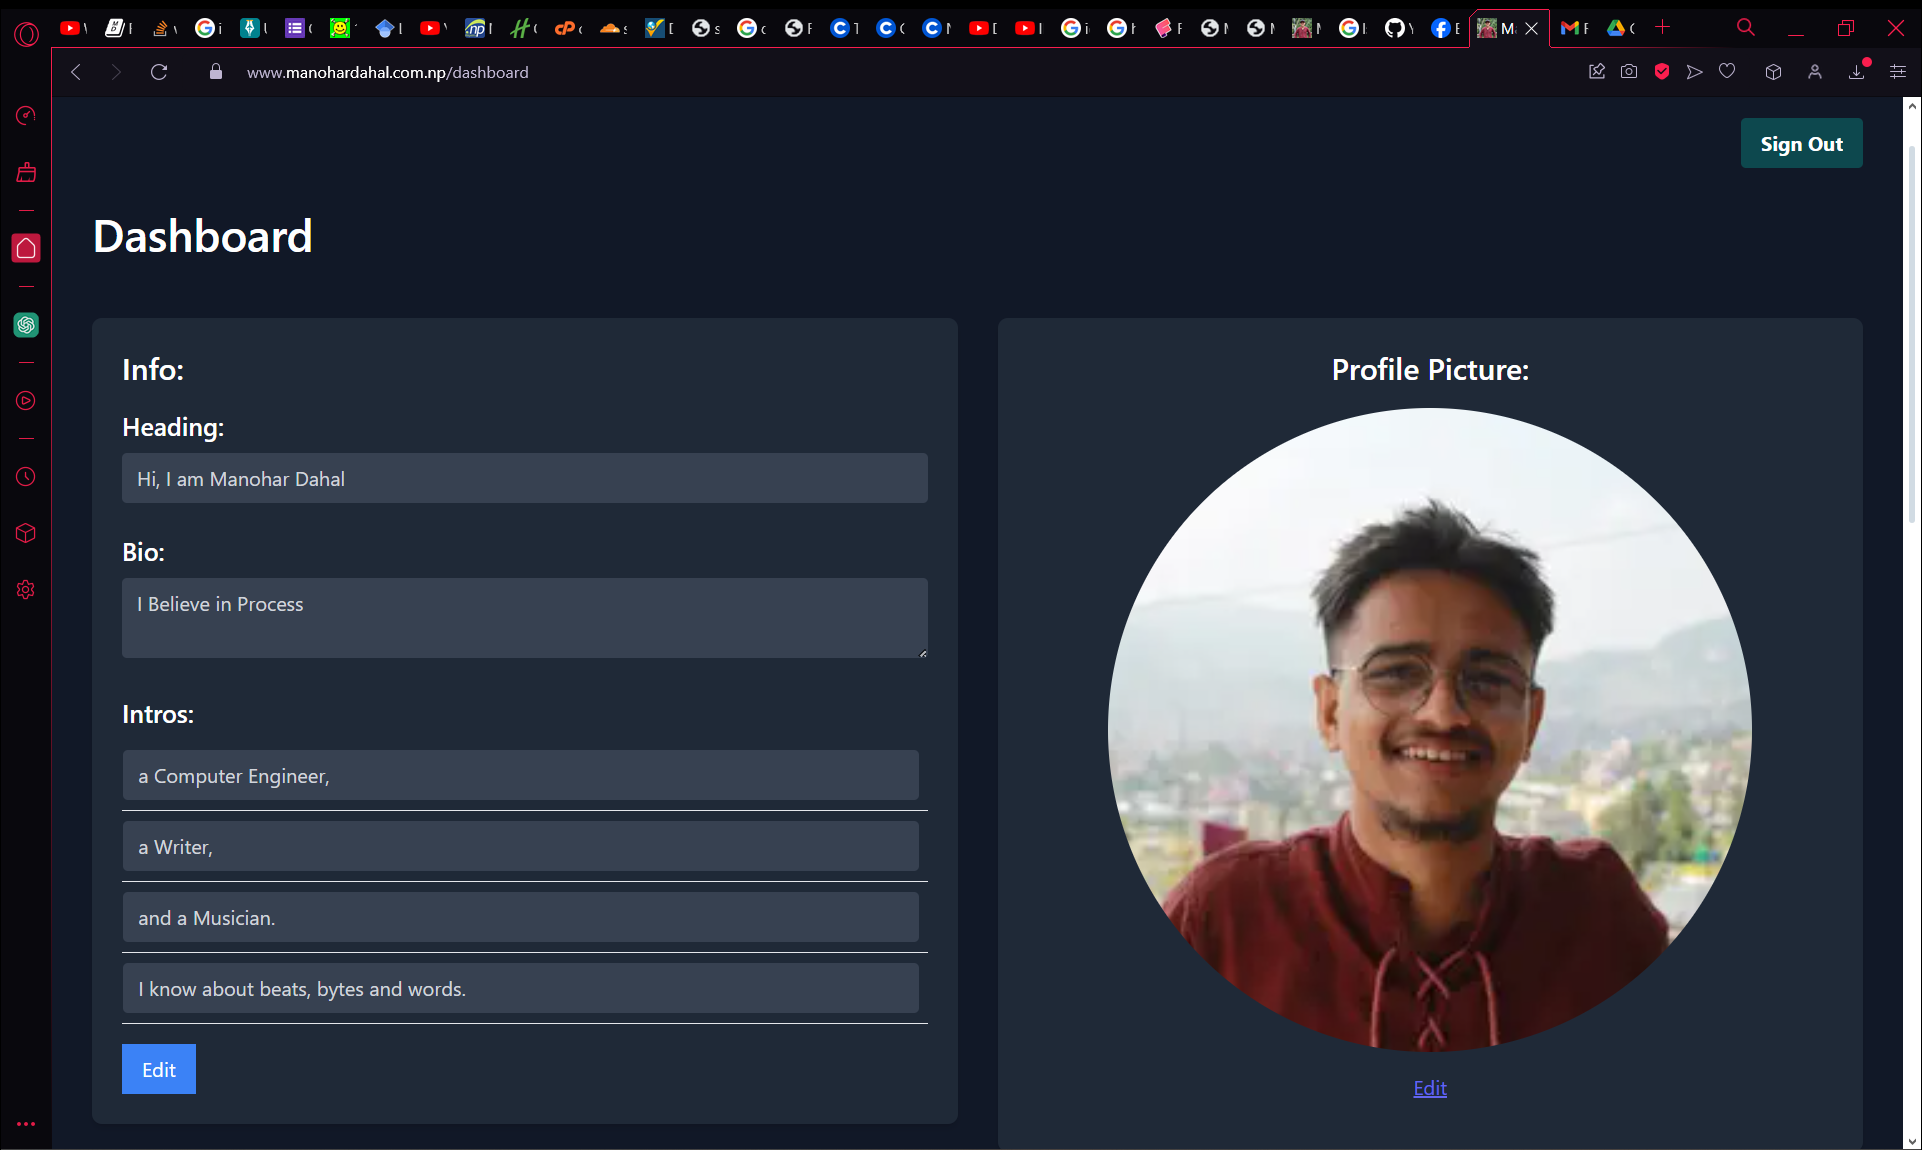 www.manohardahal.com.np/dashboard
Sign Out
Dashboard
Info:
Heading:
Hi, I am Manohar Dahal
Bio:
I Believe in Process
Intros:
a Computer Engineer,
a Writer,
and a Musician.
I know about beats, bytes and words.
Edit
Profile Picture:
Edit